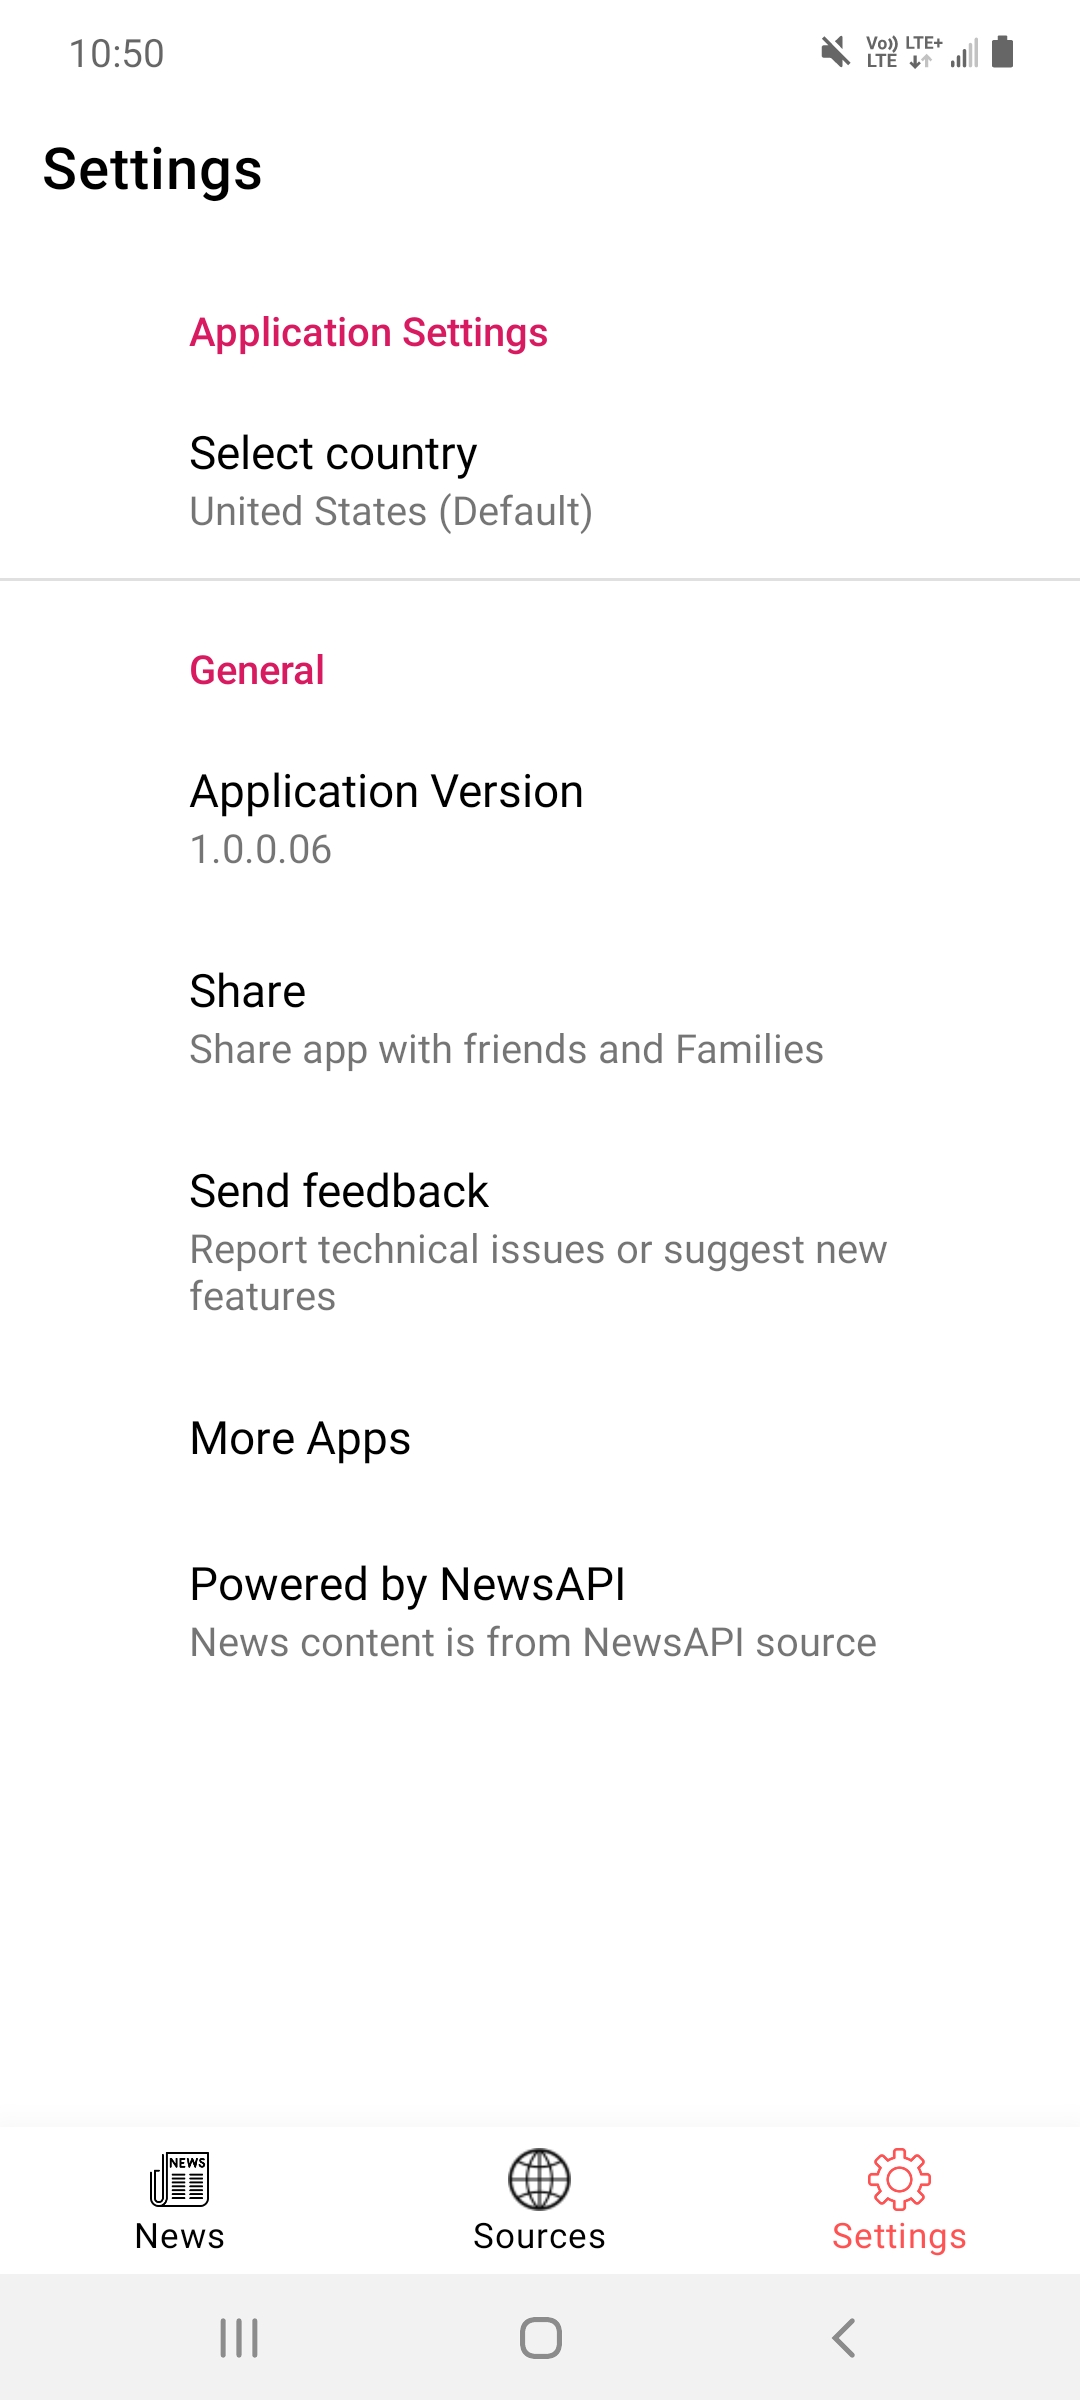 10:50
Vo)) LTE+
LTE
Settings
Application Settings
Select country
United States (Default)
General
Application Version
1.0.0.06
Share
Share app with friends and Families
Send feedback
Report technical issues or suggest new
features
More Apps
Powered by NewsAPI
News content is from NewsAPI source
NEWS
News
Sources
Settings